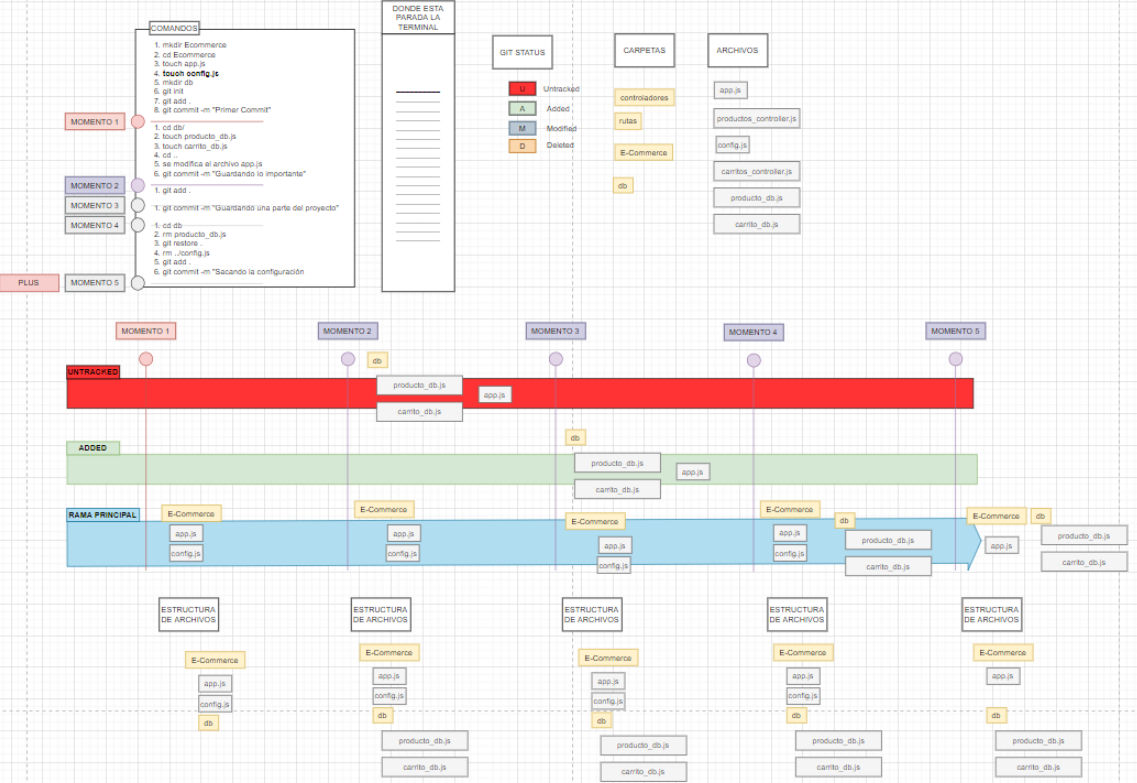 COMANDOS
1. mkdir Ecommerce
2. cd Ecommerce
3. touch app.js
4. touch config.js
5. mkdir db
6. git init
7. git add .
8. git commit -m "Primer Commit"
MOMENTO 1
1. cd db/
2. touch producto_db.js
3. touch carrito_db.js
4. cd ..
5. se modifica el archivo app.js
6. git commit -m "Guardando lo importante"
MOMENTO 2
1. git add .
MOMENTO 3
1. git commit -m "Guardando una parte del proyecto"
MOMENTO 4
1. cd db
2. rm producto_db.js
3. git restore .
4. rm ../config.js
5. git add .
6. git commit -m "Sacando la configuración
PLUS
MOMENTO 5
DONDE ESTA
PARADA LA
TERMINAL
GIT STATUS
U Untracked
A Added
M Modified
D Deleted
CARPETAS
controladores
rutas
E-Commerce
db
ARCHIVOS
app.js
productos_controller.js
config.js
carritos_controller.js
producto_db.js
carrito_db.js
MOMENTO 1
MOMENTO 2
MOMENTO 3
MOMENTO 4
MOMENTO 5
UNTRACKED
db
producto_db.js
app.js
carrito_db.js
ADDED
db
producto_db.js
app.js
carrito_db.js
RAMA PRINCIPAL
E-Commerce
app.js
config.js
E-Commerce
app.js
config.js
E-Commerce
app.js
config.js
E-Commerce
app.js
config.js
db
producto_db.js
carrito_db.js
E-Commerce
db
app.js
producto_db.js
carrito_db.js
ESTRUCTURA
DE ARCHIVOS
E-Commerce
app.js
config.js
db
ESTRUCTURA
DE ARCHIVOS
E-Commerce
app.js
config.js
db
producto_db.js
carrito_db.js
ESTRUCTURA
DE ARCHIVOS
E-Commerce
app.js
config.js
db
producto_db.js
carrito_db.js
ESTRUCTURA
DE ARCHIVOS
E-Commerce
app.js
config.js
db
producto_db.js
carrito_db.js
ESTRUCTURA
DE ARCHIVOS
E-Commerce
app.js
db
producto_db.js
carrito_db.js